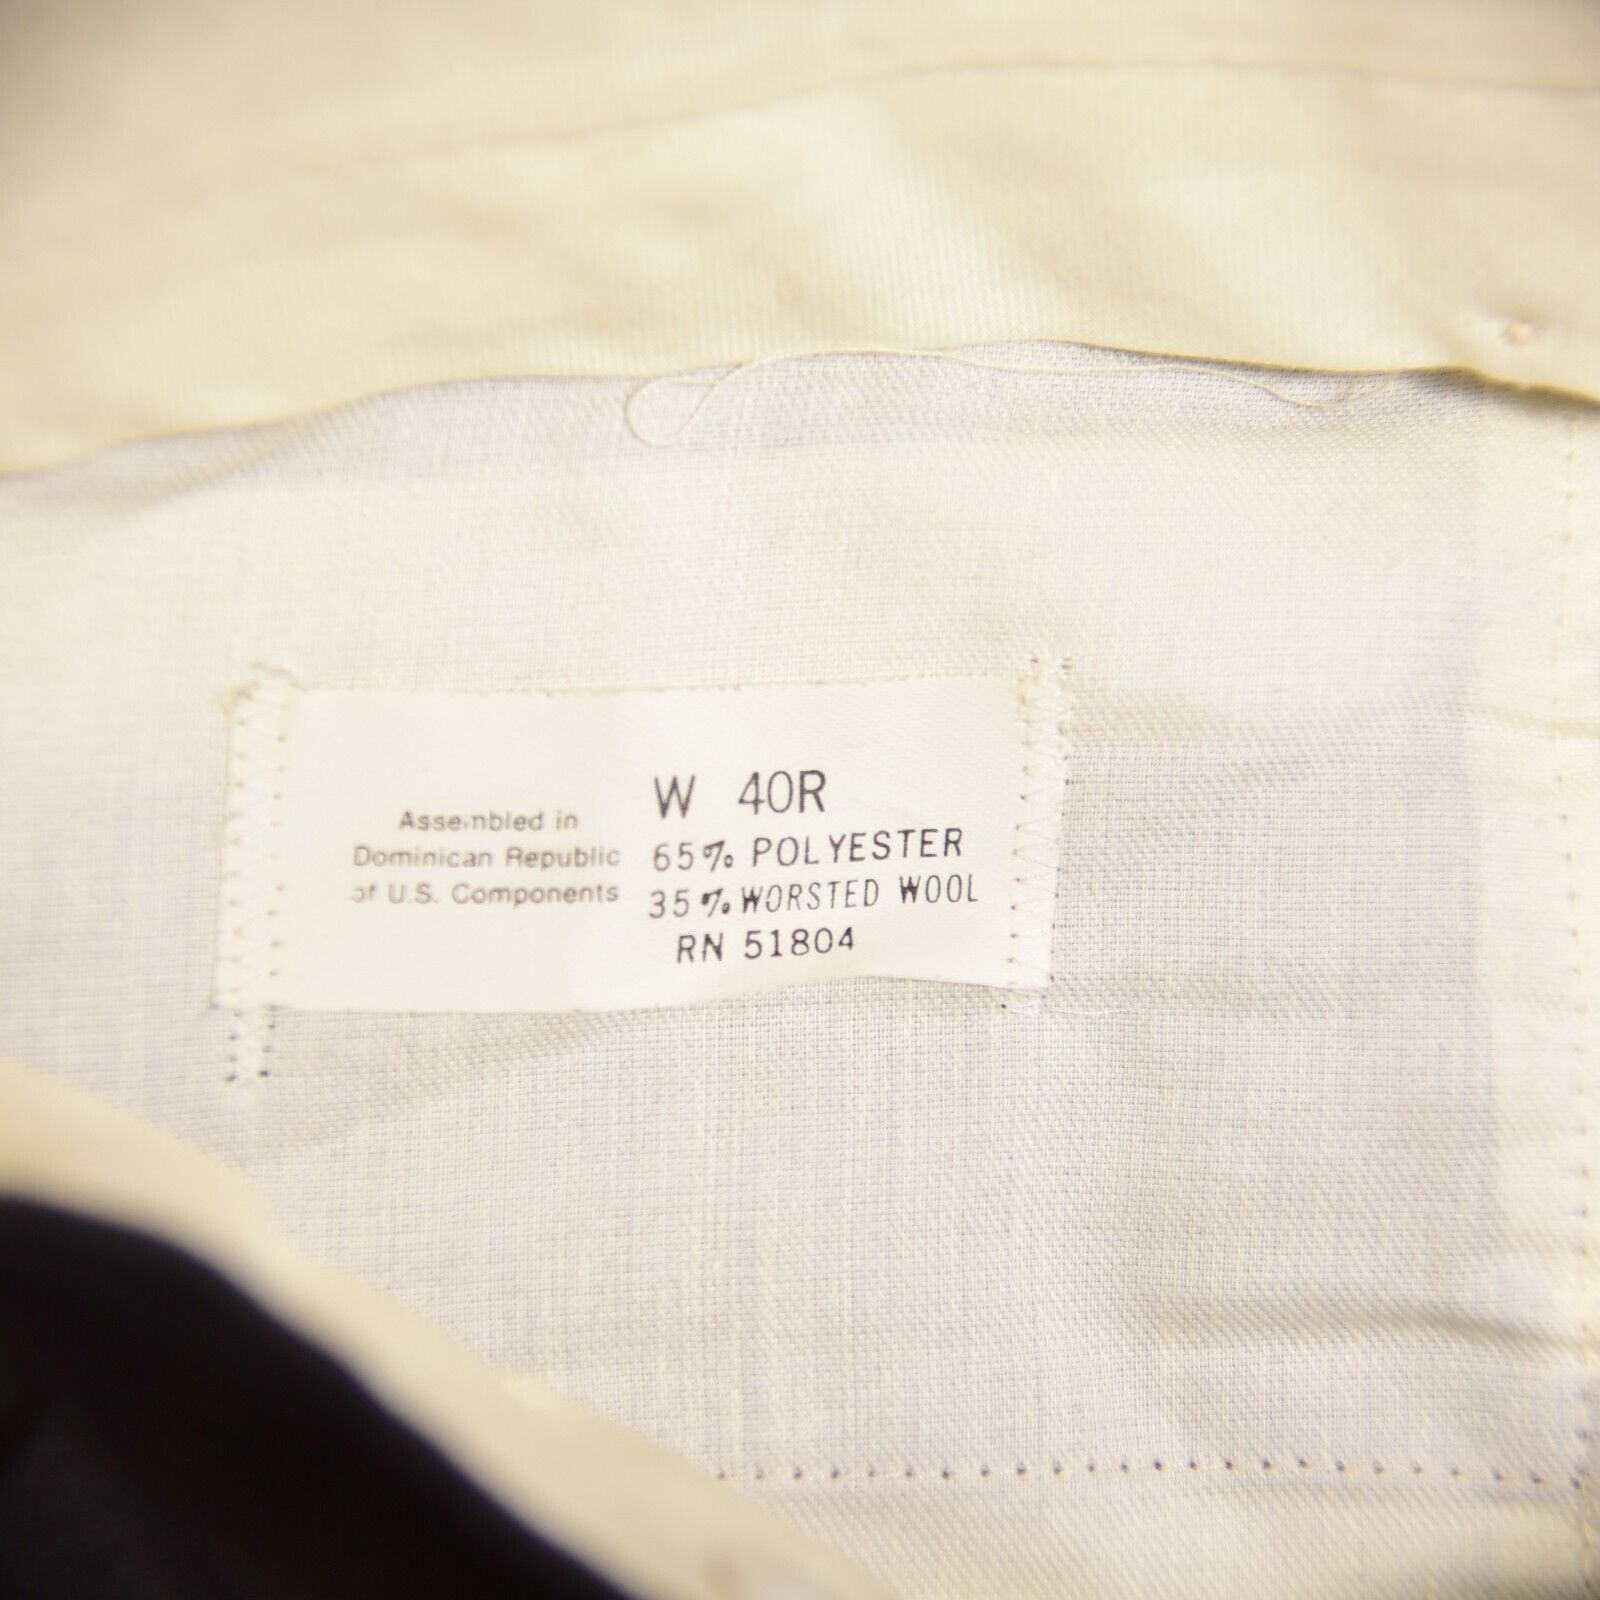 Assembled in
Dominican Republic
of U.S. Components
W 40R
65% POLYESTER
35% WORSTED WOOL
RN 51804